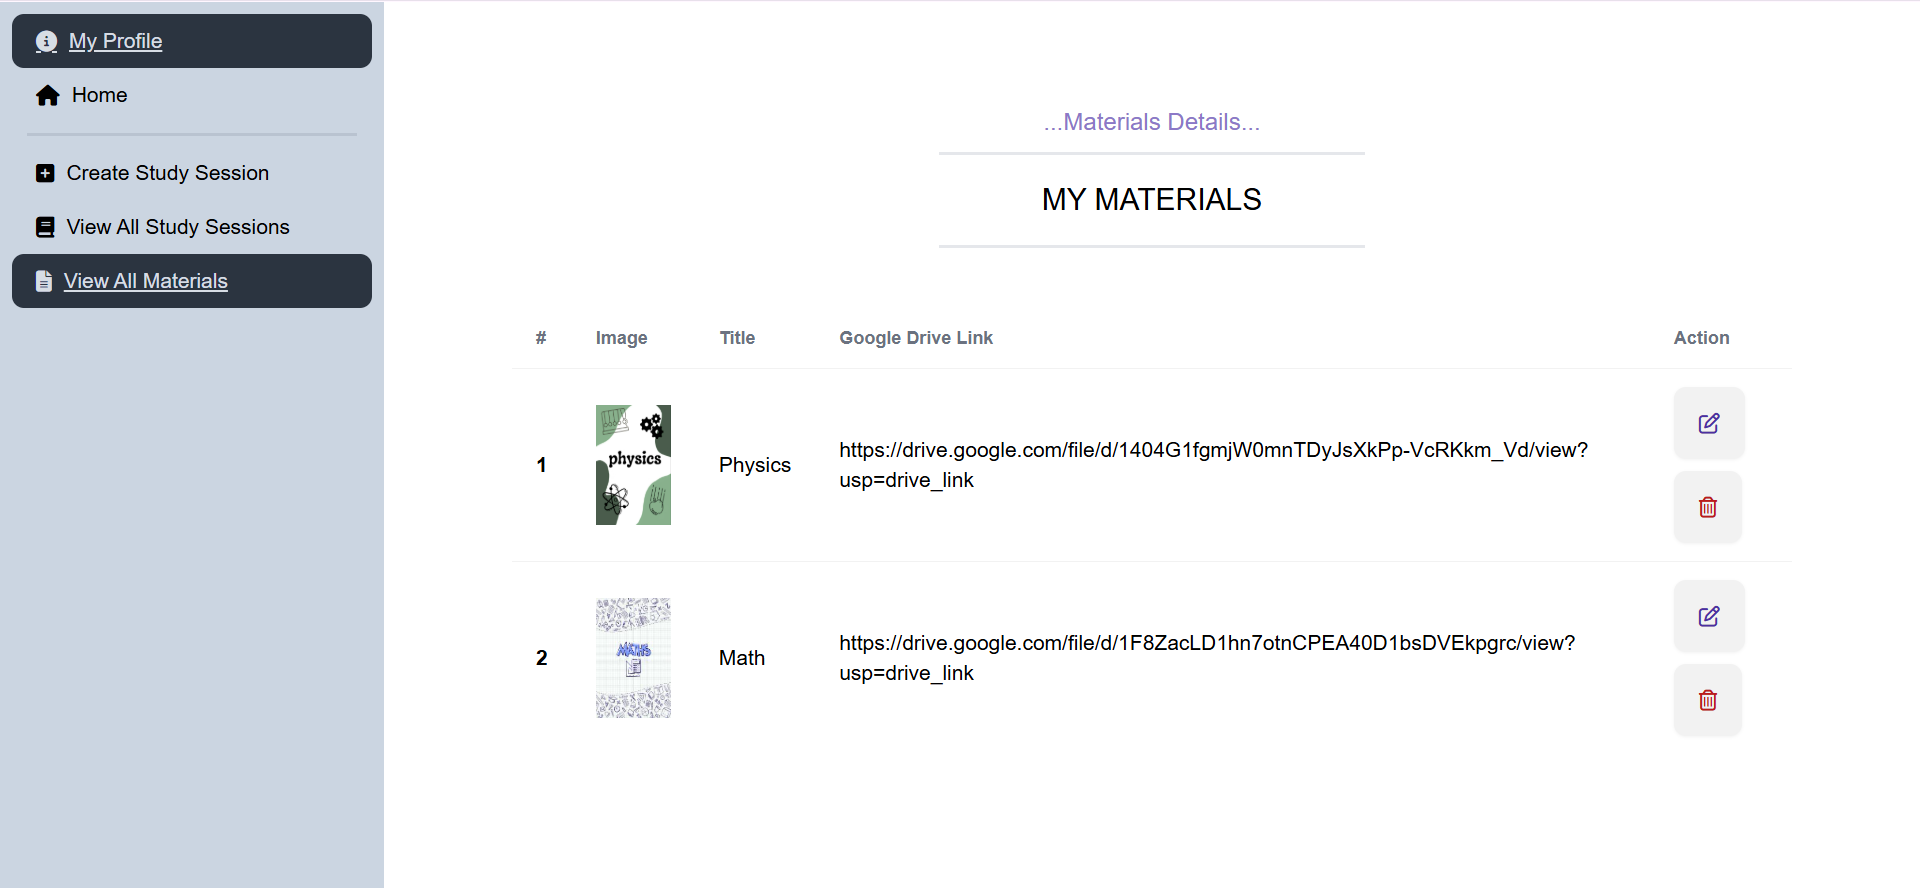 My Profile
Home
Create Study Session
View All Study Sessions
View All Materials
...Materials Details...
MY MATERIALS
# Image Title Google Drive Link Action
1 physics Physics https://drive.google.com/file/d/1404G1fgmjW0mnTDyJsXkPp-VcRKkm_Vd/view?
usp=drive_link
2 MATHS Math https://drive.google.com/file/d/1F8ZacLD1hn7otnCPEA40D1bsDVEkpgrc/view?
usp=drive_link